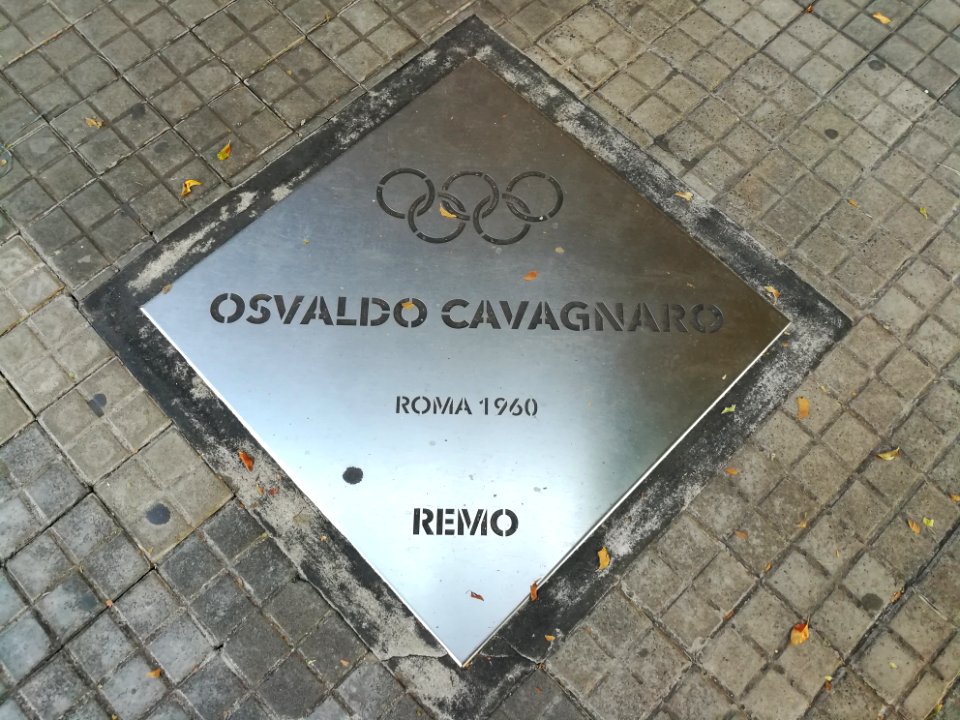 OSVALDO CAVAGNARO
ROMA 1960
REMO